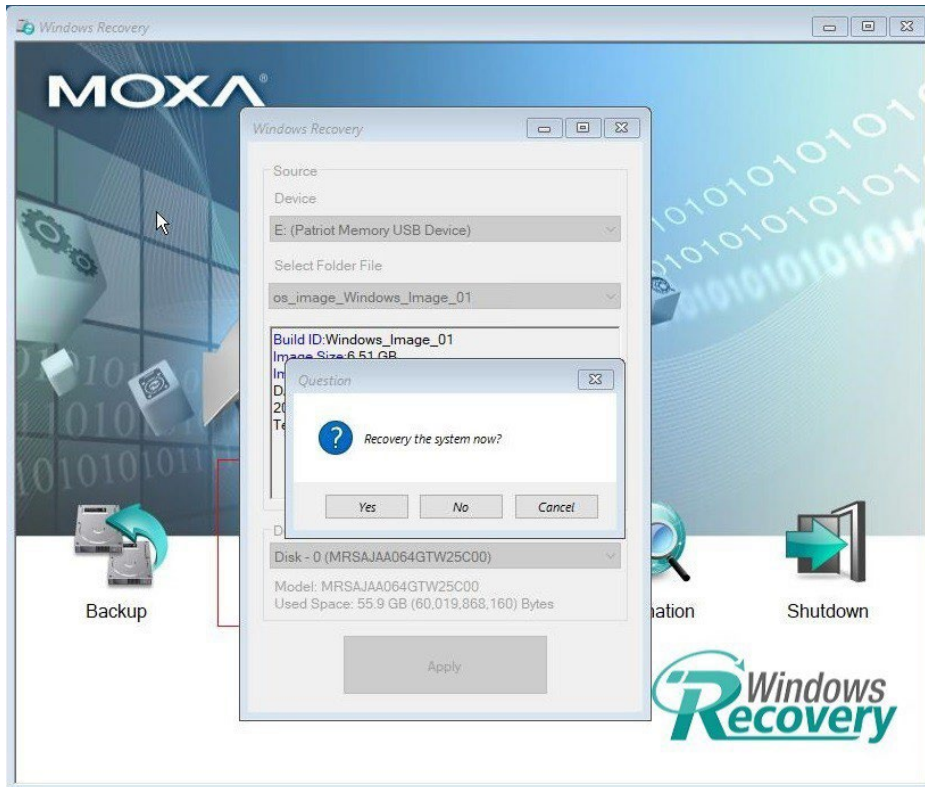 Windows Recovery
MOXA®
Windows Recovery
Source
Device
E: (Patriot Memory USB Device)
Select Folder File
os_image_Windows_Image_01
Build ID:Windows_Image_01
Image Size:6.51 GB
Question
Recovery the system now?
Yes No Cancel
Disk - 0 (MRSAJAA064GTW25C00)
Model: MRSAJAA064GTW25C00
Used Space: 55.9 GB (60,019,868,160) Bytes
Apply
Backup
Shutdown
Windows
Recovery